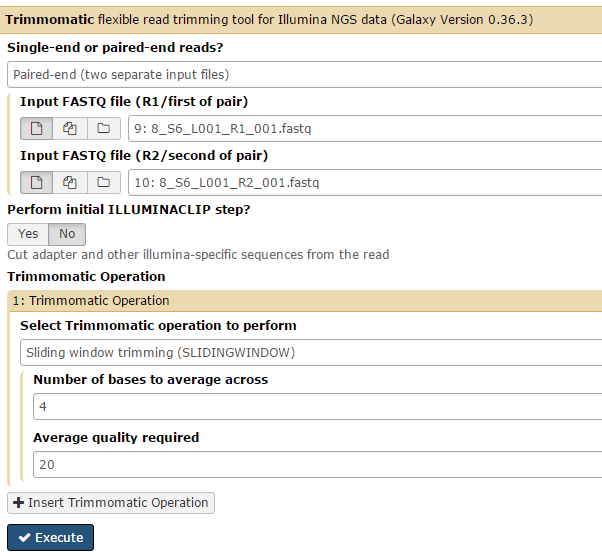 Trimmomatic flexible read trimming tool for Illumina NGS data (Galaxy Version 0.36.3)
Single-end or paired-end reads?
Paired-end (two separate input files)
Input FASTQ file (R1/first of pair)
9: 8_S6_L001_R1_001.fastq
Input FASTQ file (R2/second of pair)
10: 8_S6_L001_R2_001.fastq
Perform initial ILLUMINACLIP step?
Yes No
Cut adapter and other illumina-specific sequences from the read
Trimmomatic Operation
1: Trimmomatic Operation
Select Trimmomatic operation to perform
Sliding window trimming (SLIDINGWINDOW)
Number of bases to average across
4
Average quality required
20
Insert Trimmomatic Operation
Execute